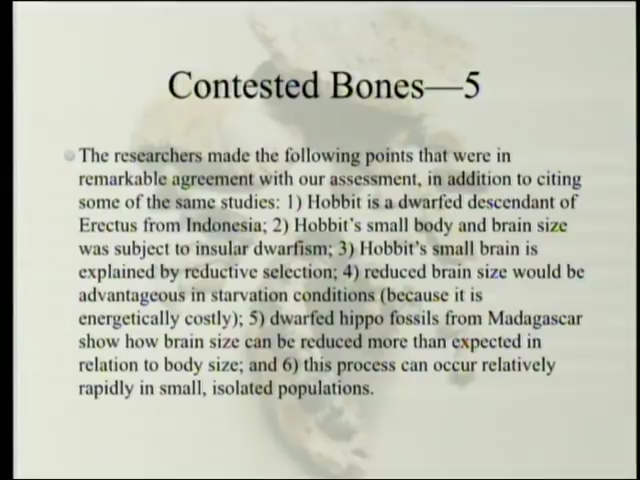 Contested Bones—5
The researchers made the following points that were in
remarkable agreement with our assessment, in addition to citing
some of the same studies: 1) Hobbit is a dwarfed descendant of
Erectus from Indonesia; 2) Hobbit's small body and brain size
was subject to insular dwarfism; 3) Hobbit's small brain is
explained by reductive selection; 4) reduced brain size would be
advantageous in starvation conditions (because it is
energetically costly); 5) dwarfed hippo fossils from Madagascar
show how brain size can be reduced more than expected in
relation to body size; and 6) this process can occur relatively
rapidly in small, isolated populations.